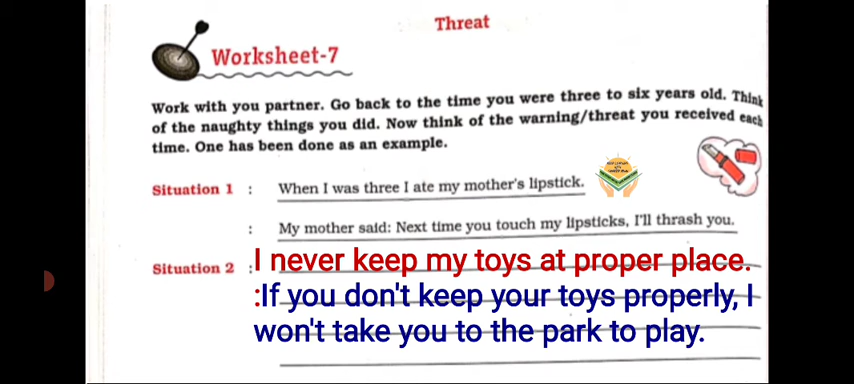 Threat
Worksheet-7
Work with you partner. Go back to the time you were three to six years old. Think
of the naughty things you did. Now think of the warning/threat you received each
time. One has been done as an example.
Situation 1 : When I was three I ate my mother's lipstick.
: My mother said: Next time you touch my lipsticks, I'll thrash you.
Situation 2 : I never keep my toys at proper place.
:If you don't keep your toys properly, I
won't take you to the park to play.